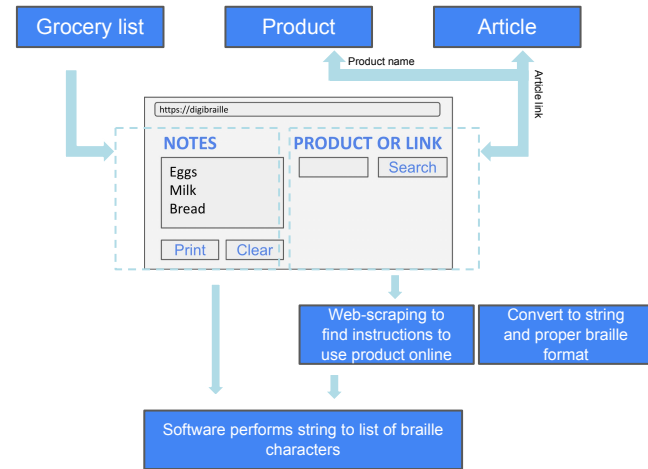 Grocery list
Product
Article
Product name
Article link
https://digibraille
NOTES
PRODUCT OR LINK
Eggs
Milk
Bread
Search
Print
Clear
Web-scraping to
find instructions to
use product online
Convert to string
and proper braille
format
Software performs string to list of braille
characters